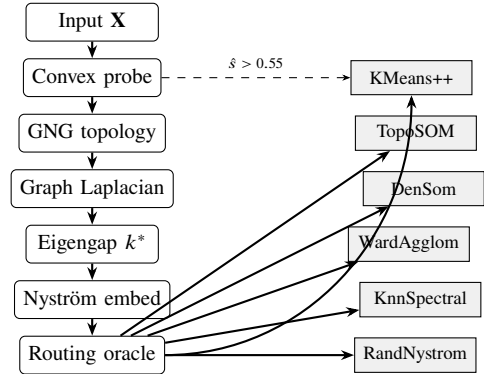 Input X
Convex probe
ŝ > 0.55
KMeans++
GNG topology
TopoSOM
Graph Laplacian
DenSom
Eigengap k*
WardAgglom
Nyström embed
KnnSpectral
Routing oracle
RandNystrom